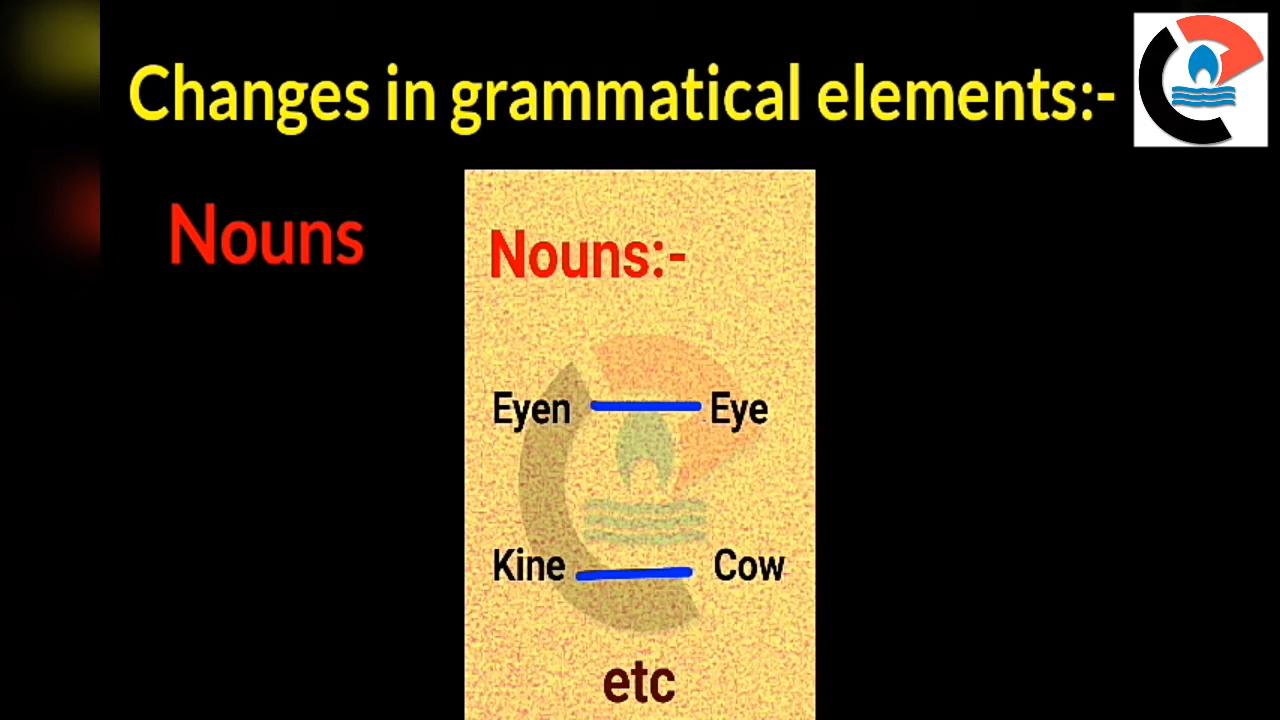 Changes in grammatical elements:-
Nouns
Nouns:-
Eyen Eye
Kine Cow
etc